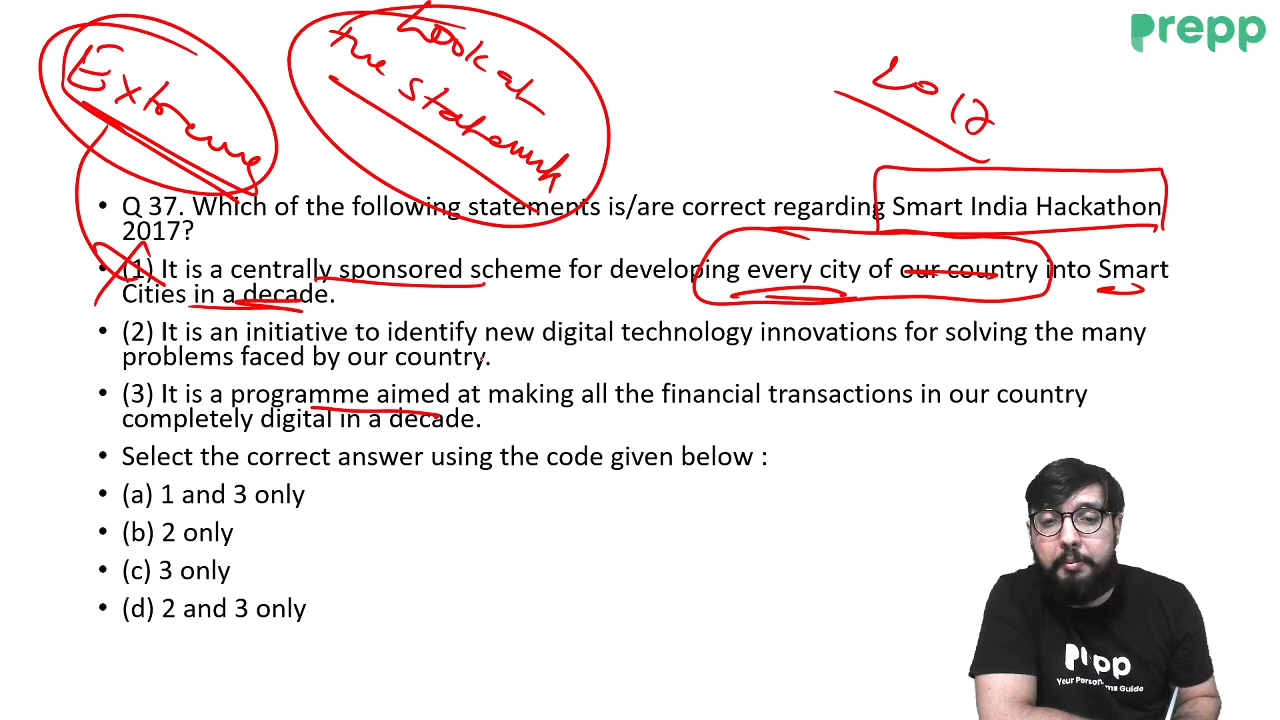 prepp
Look at
the statements
Extreme
2017
• Q 37. Which of the following statements is/are correct regarding Smart India Hackathon
2017?
• (1) It is a centrally sponsored scheme for developing every city of our country into Smart
Cities in a decade.
• (2) It is an initiative to identify new digital technology innovations for solving the many
problems faced by our country.
• (3) It is a programme aimed at making all the financial transactions in our country
completely digital in a decade.
• Select the correct answer using the code given below :
• (a) 1 and 3 only
• (b) 2 only
• (c) 3 only
• (d) 2 and 3 only
prepp